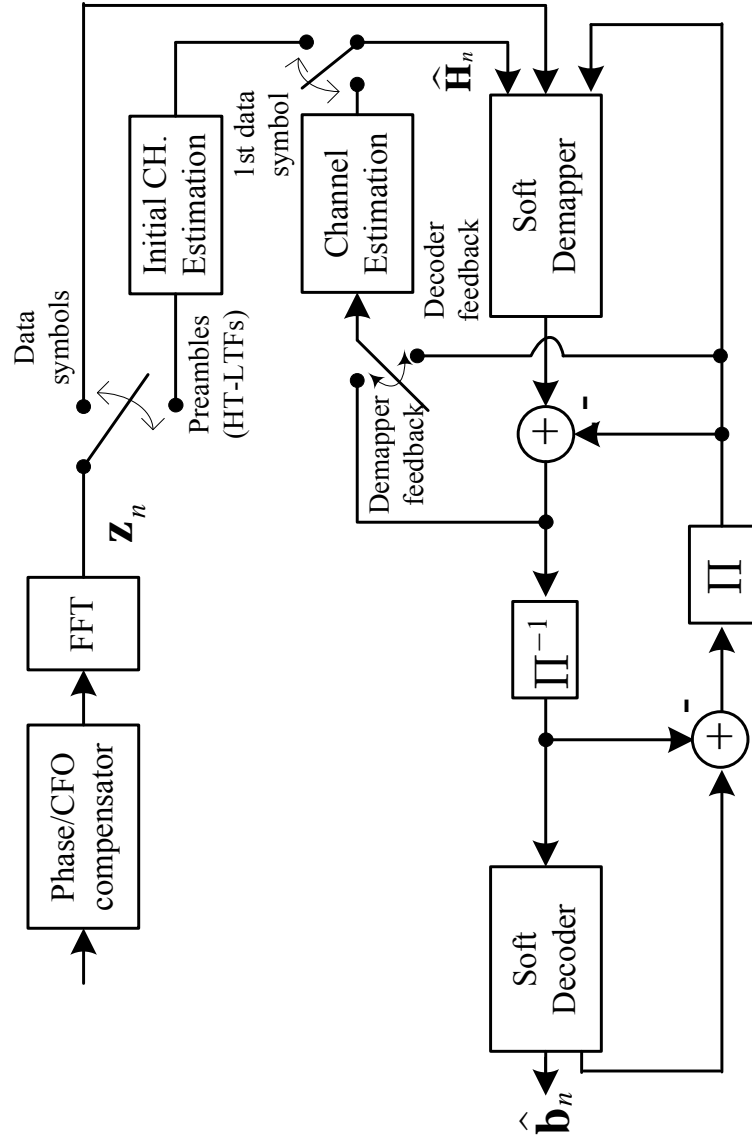 Phase/CFO
compensator
FFT
z_n
Data
symbols
Preambles
(HT-LTFs)
Initial CH.
Estimation
1st data
symbol
Channel
Estimation
Demapper
feedback
Decoder
feedback
Ĥ_n
Soft
Demapper
+
-
Π⁻¹
Soft
Decoder
b̂_n
+
-
Π